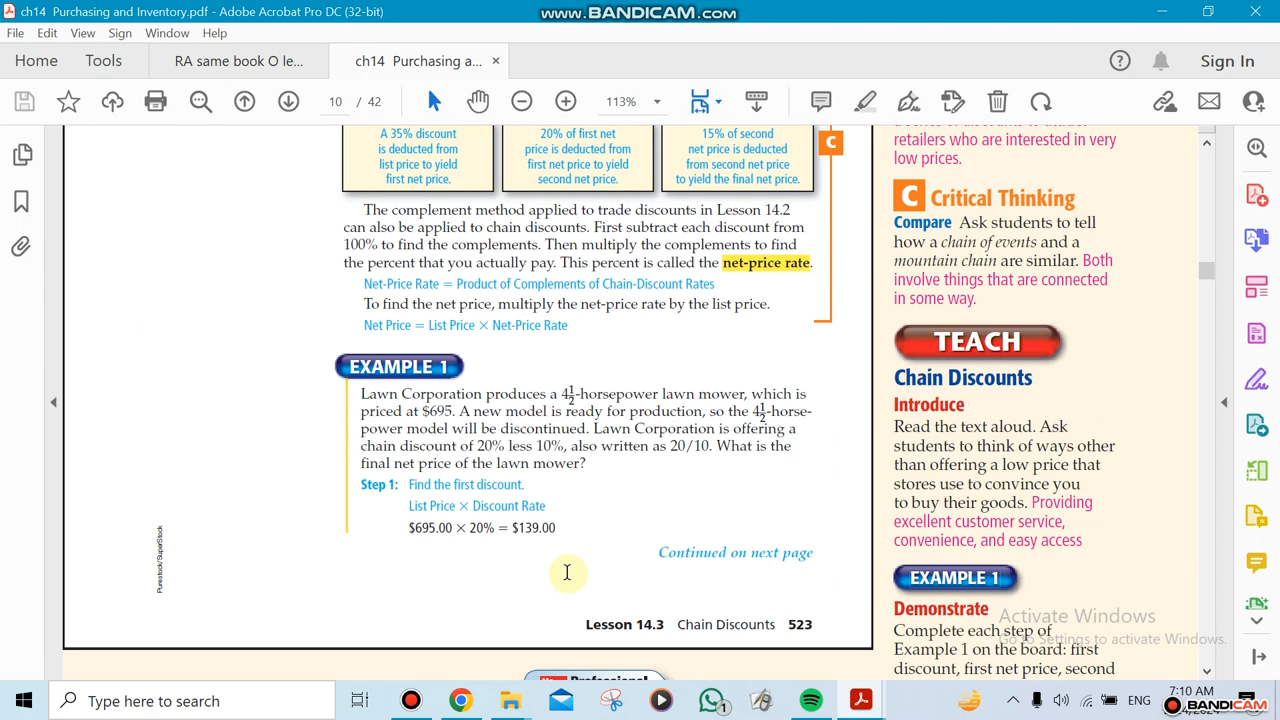 ch14 Purchasing and Inventory.pdf - Adobe Acrobat Pro DC (32-bit)
www.BANDICAM.com
File Edit View Sign Window Help
Home Tools RA same book O le... ch14 Purchasing a... × Sign In
10 / 42 113%
A 35% discount
is deducted from
list price to yield
first net price.
20% of first net
price is deducted from
first net price to yield
second net price.
15% of second
net price is deducted
from second net price
to yield the final net price.
C
The complement method applied to trade discounts in Lesson 14.2
can also be applied to chain discounts. First subtract each discount from
100% to find the complements. Then multiply the complements to find
the percent that you actually pay. This percent is called the net-price rate.
Net-Price Rate = Product of Complements of Chain-Discount Rates
To find the net price, multiply the net-price rate by the list price.
Net Price = List Price × Net-Price Rate
EXAMPLE 1
Lawn Corporation produces a 4½-horsepower lawn mower, which is
priced at $695. A new model is ready for production, so the 4½-horse-
power model will be discontinued. Lawn Corporation is offering a
chain discount of 20% less 10%, also written as 20/10. What is the
final net price of the lawn mower?
Step 1: Find the first discount.
List Price × Discount Rate
$695.00 × 20% = $139.00
Continued on next page
Purestock/SuperStock
Lesson 14.3 Chain Discounts 523
retailers who are interested in very
low prices.
C Critical Thinking
Compare Ask students to tell
how a chain of events and a
mountain chain are similar. Both
involve things that are connected
in some way.
TEACH
Chain Discounts
Introduce
Read the text aloud. Ask
students to think of ways other
than offering a low price that
stores use to convince you
to buy their goods. Providing
excellent customer service,
convenience, and easy access
EXAMPLE 1
Demonstrate
Complete each step of
Example 1 on the board: first
discount, first net price, second
Activate Windows
Go to Settings to activate Windows.
Professional
Type here to search
1
ENG
7:10 AM
BANDICAM